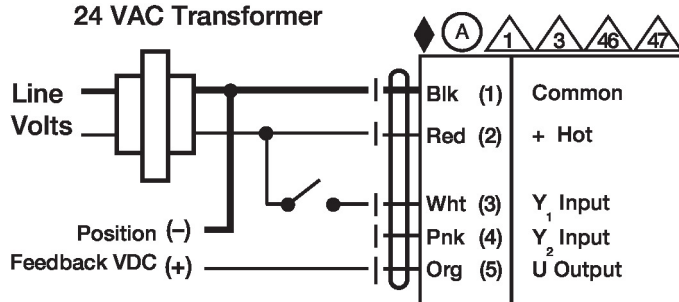 24 VAC Transformer
A 1 3 46 47
Line Volts
Blk (1) Common
Red (2) + Hot
Wht (3) Y1 Input
Pnk (4) Y2 Input
Org (5) U Output
Position (–)
Feedback VDC (+)